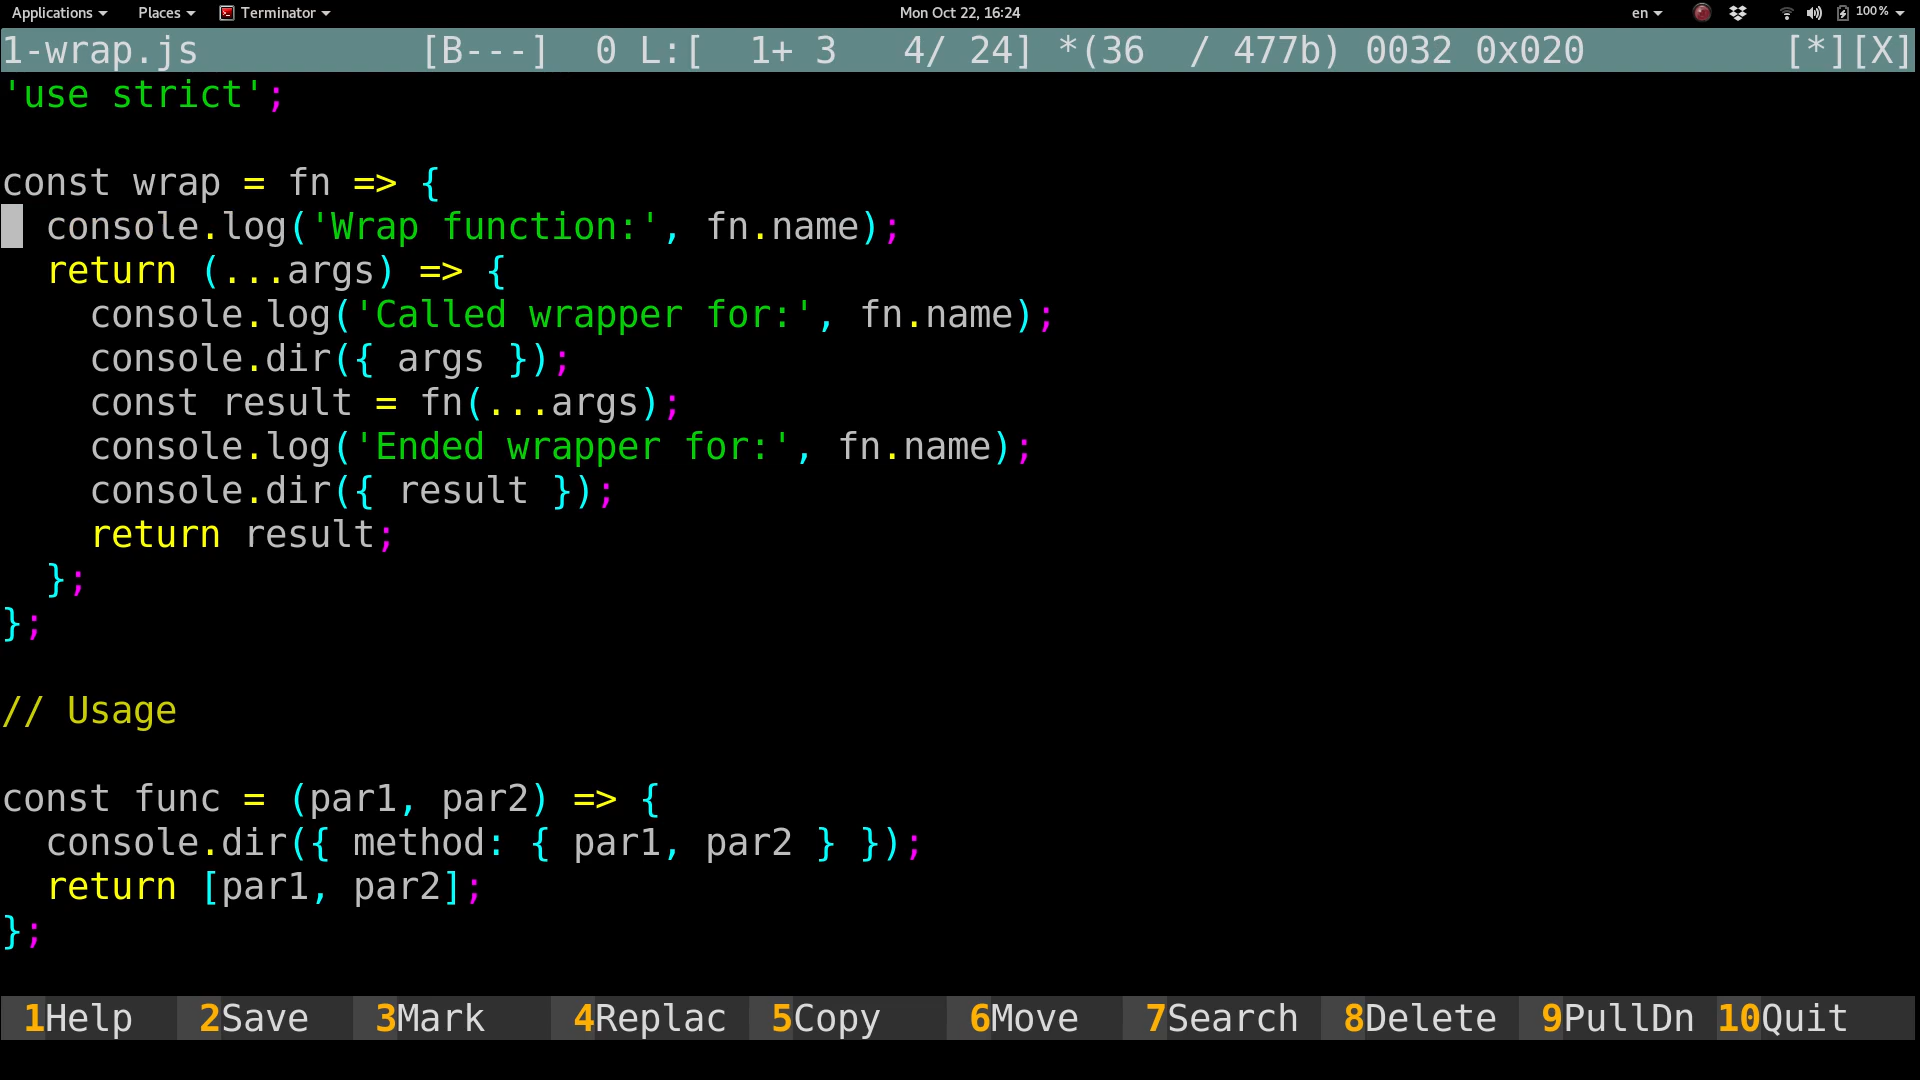 Applications Places Terminator Mon Oct 22, 16:24 en 100%
1-wrap.js [B---] 0 L:[ 1+ 3 4/ 24] *(36 / 477b) 0032 0x020 [*][X]
'use strict';
const wrap = fn => {
  console.log('Wrap function:', fn.name);
  return (...args) => {
    console.log('Called wrapper for:', fn.name);
    console.dir({ args });
    const result = fn(...args);
    console.log('Ended wrapper for:', fn.name);
    console.dir({ result });
    return result;
  };
};
// Usage
const func = (par1, par2) => {
  console.dir({ method: { par1, par2 } });
  return [par1, par2];
};
1Help 2Save 3Mark 4Replac 5Copy 6Move 7Search 8Delete 9PullDn 10Quit